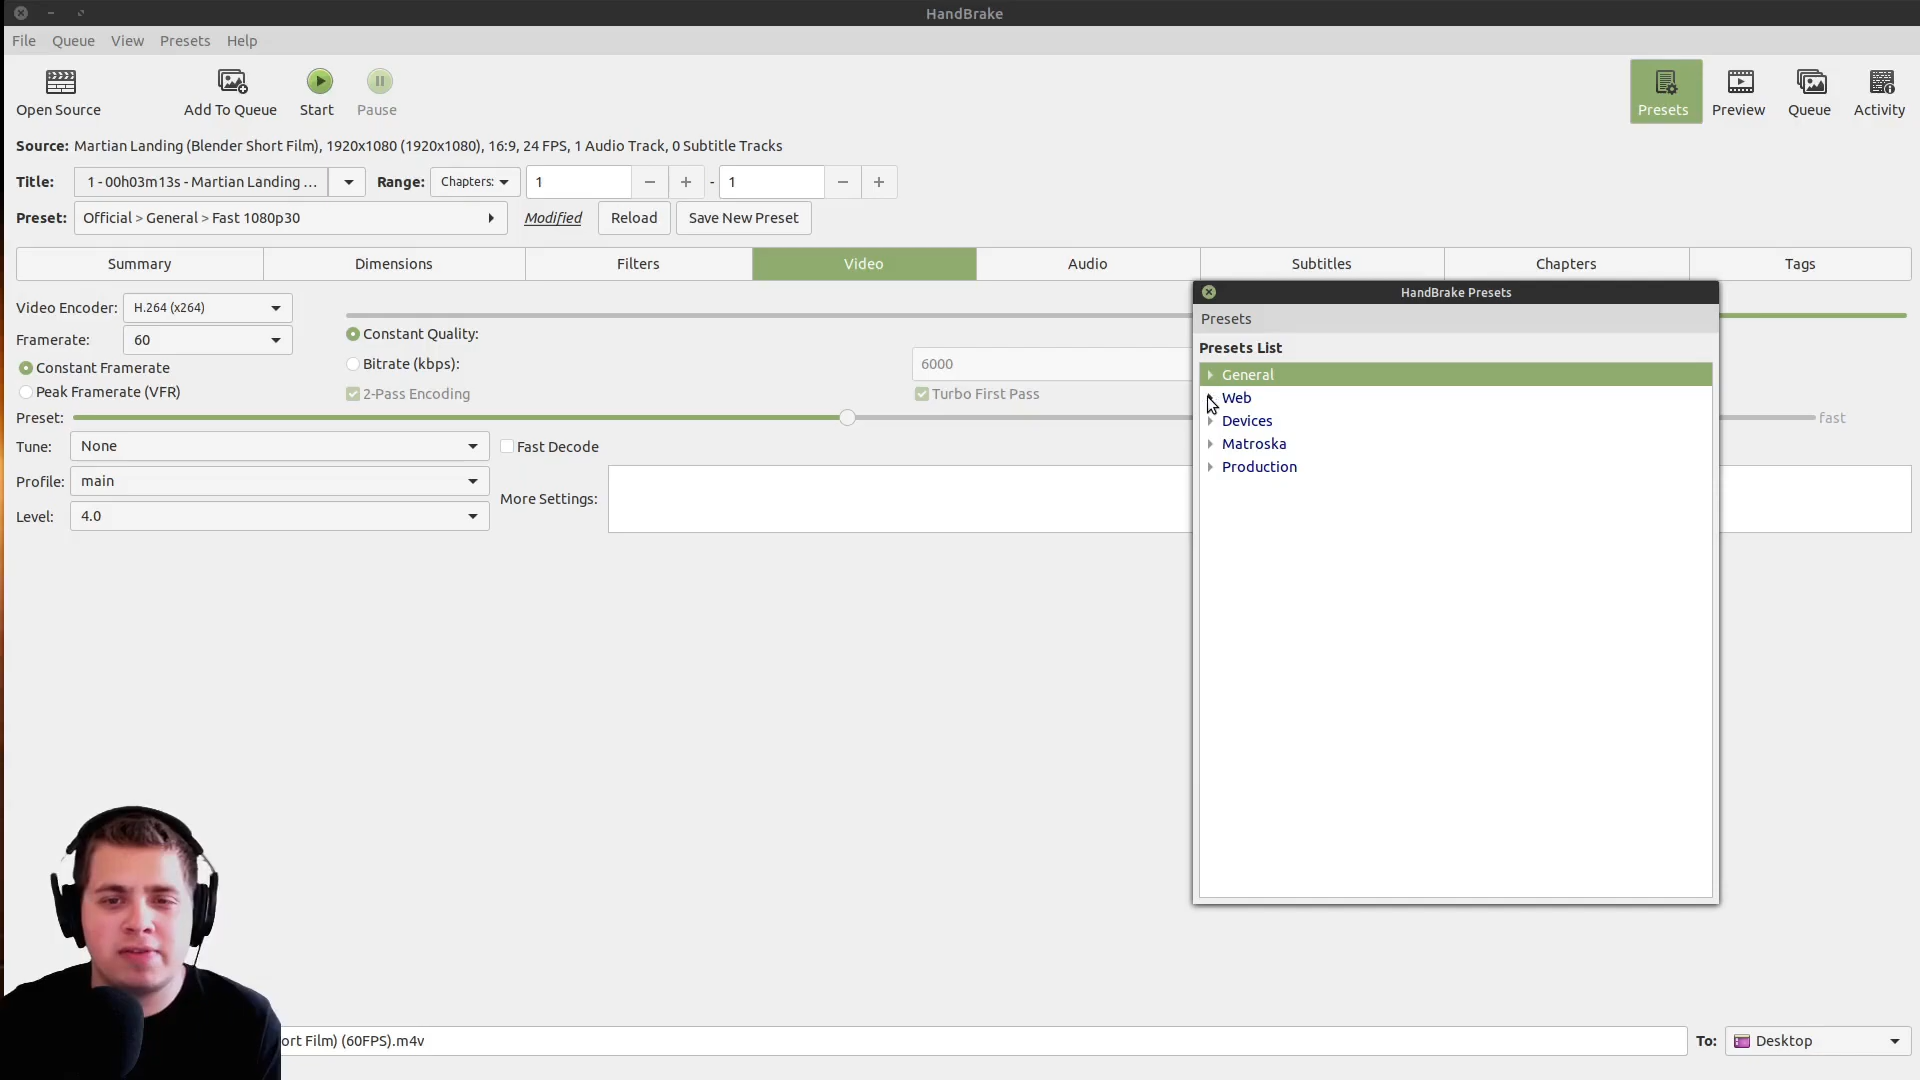 HandBrake
File Queue View Presets Help
Open Source Add To Queue Start Pause Presets Preview Queue Activity
Source: Martian Landing (Blender Short Film), 1920x1080 (1920x1080), 16:9, 24 FPS, 1 Audio Track, 0 Subtitle Tracks
Title: 1 - 00h03m13s - Martian Landing ... Range: Chapters: 1 - 1
Preset: Official > General > Fast 1080p30 Modified Reload Save New Preset
Summary Dimensions Filters Video Audio Subtitles Chapters Tags
Video Encoder: H.264 (x264)
Framerate: 60
Constant Framerate
Peak Framerate (VFR)
Constant Quality:
Bitrate (kbps): 6000
2-Pass Encoding Turbo First Pass
Preset: fast
Tune: None Fast Decode
Profile: main
More Settings:
Level: 4.0
HandBrake Presets
Presets
Presets List
General
Web
Devices
Matroska
Production
ort Film) (60FPS).m4v To: Desktop